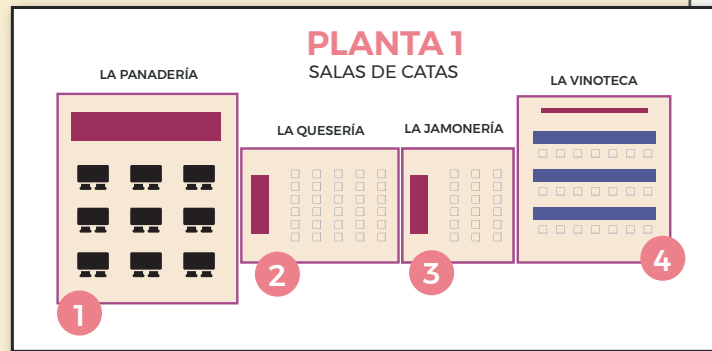 PLANTA 1
SALAS DE CATAS
LA PANADERÍA
LA QUESERÍA
LA JAMONERÍA
LA VINOTECA
1
2
3
4